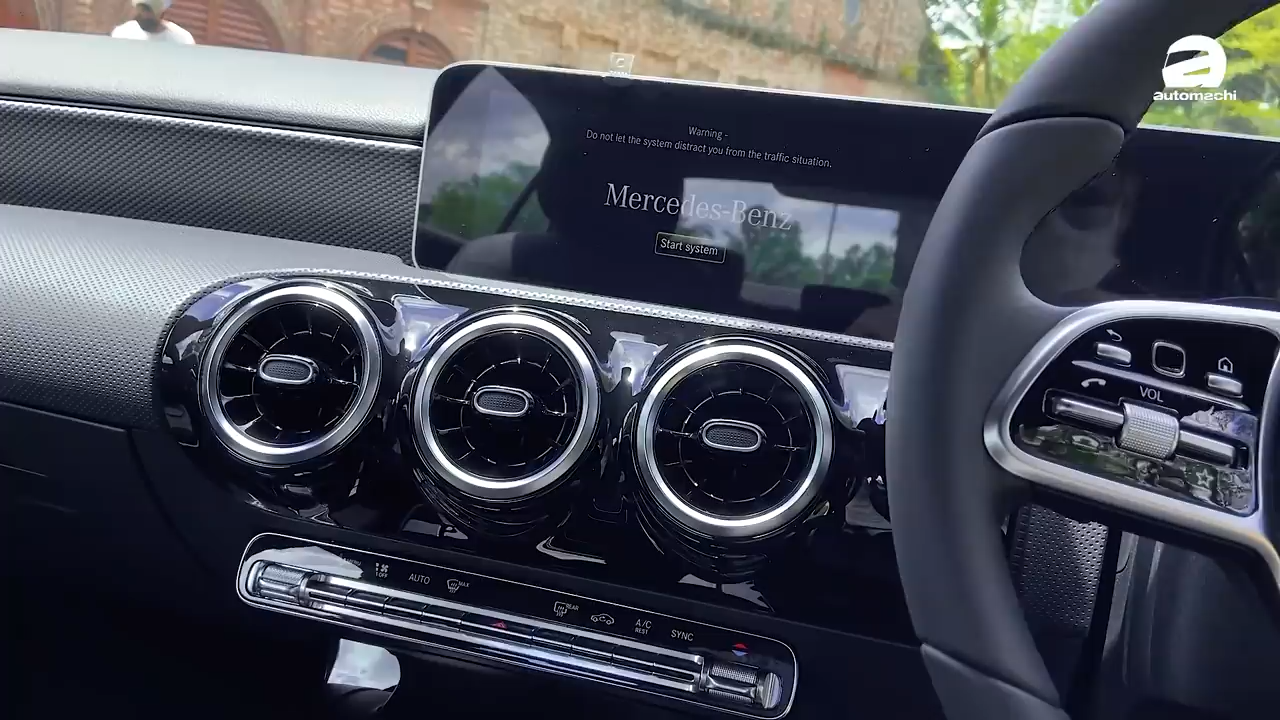 automachi
Warning -
Do not let the system distract you from the traffic situation.
Mercedes-Benz
Start system
VOL
OFF
AUTO
MAX
REAR
A/C
REST
SYNC